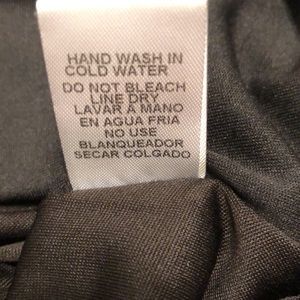 HAND WASH IN
COLD WATER
DO NOT BLEACH
LINE DRY
LAVAR A MANO
EN AGUA FRIA
NO USE
BLANQUEADOR
SECAR COLGADO